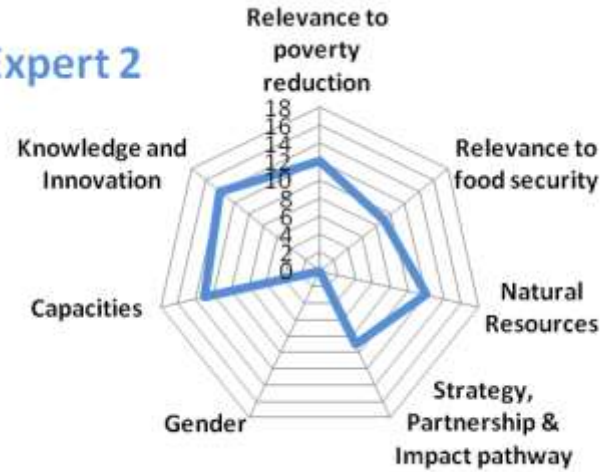 Expert 2
Relevance to
poverty
reduction
18
16
14
12
10
8
6
4
2
0
Relevance to
food security
Natural
Resources
Strategy,
Partnership &
Impact pathway
Gender
Capacities
Knowledge and
Innovation